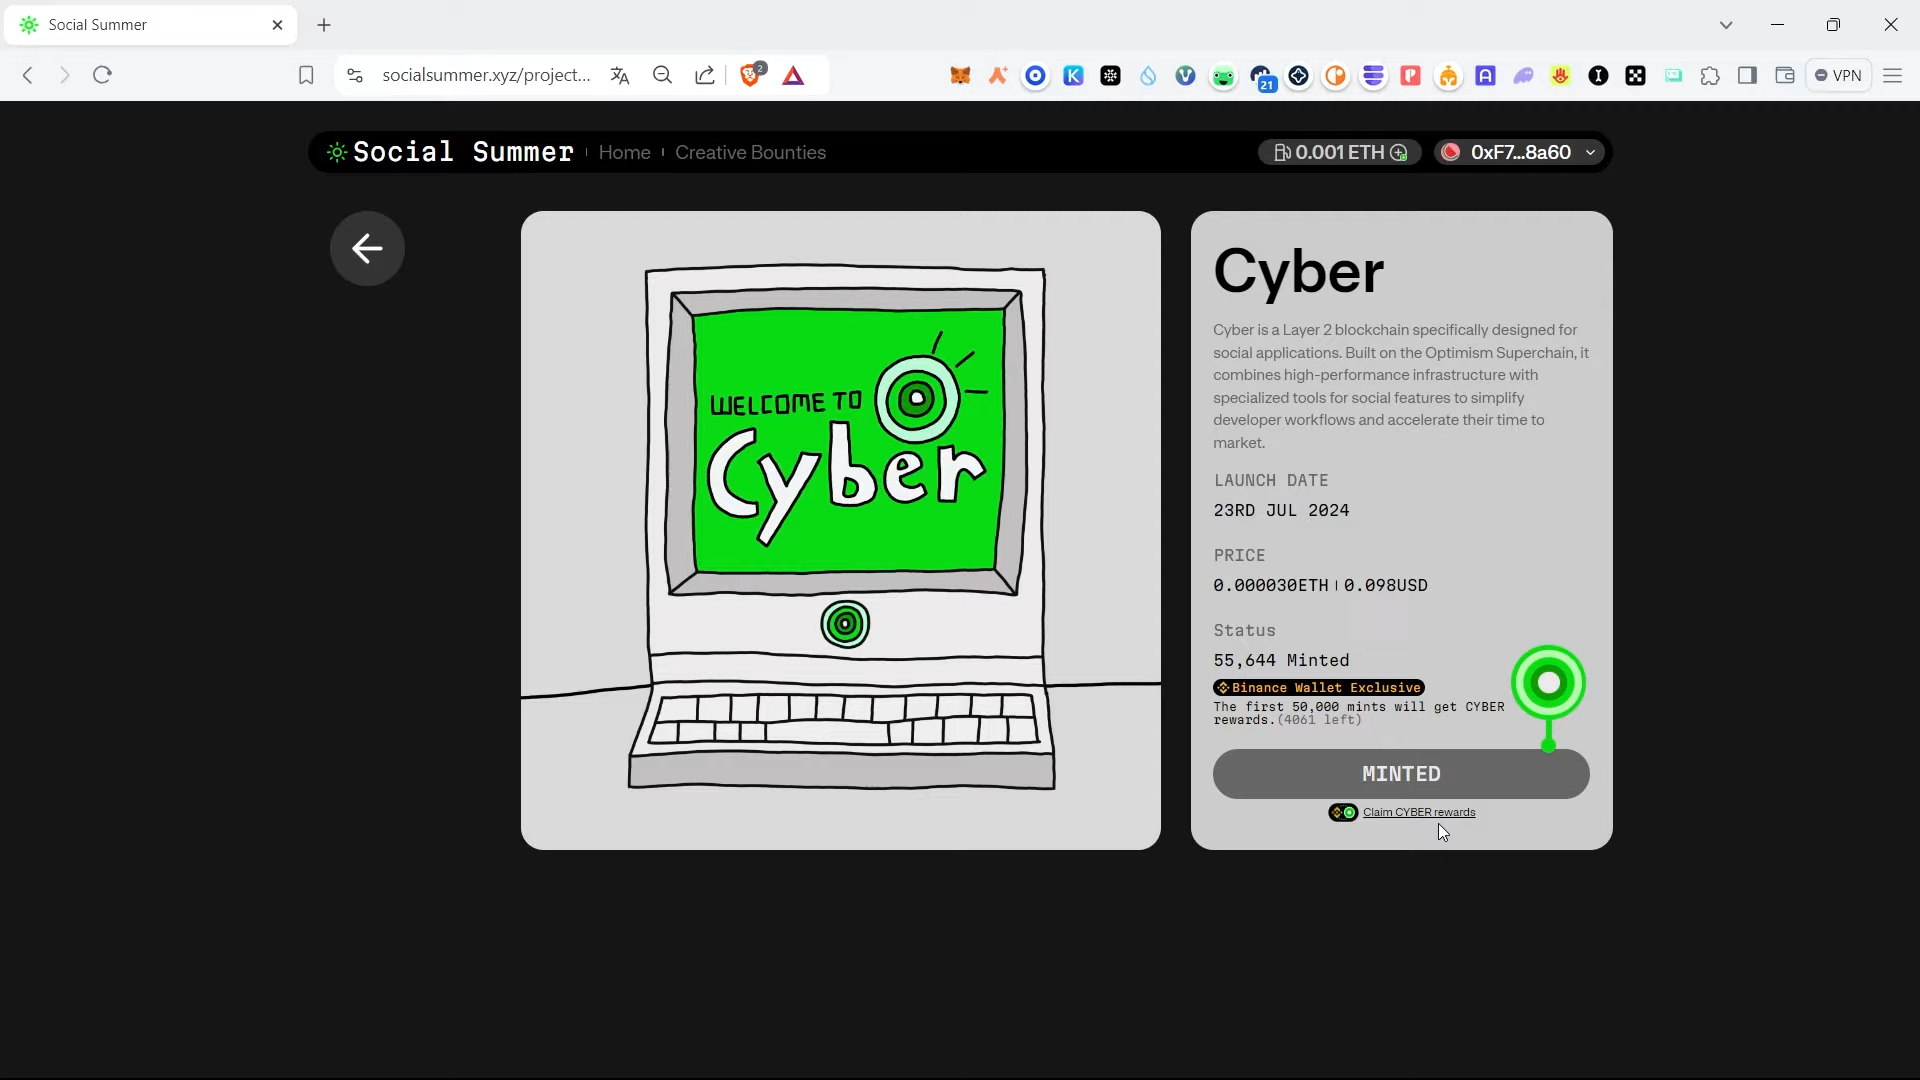 Social Summer
socialsummer.xyz/project...
2
21
VPN
Social Summer Home Creative Bounties
0.001 ETH
0xF7...8a60
WELCOME TO
Cyber
Cyber
Cyber is a Layer 2 blockchain specifically designed for
social applications. Built on the Optimism Superchain, it
combines high-performance infrastructure with
specialized tools for social features to simplify
developer workflows and accelerate their time to
market.
LAUNCH DATE
23RD JUL 2024
PRICE
0.000030ETH | 0.098USD
Status
55,644 Minted
Binance Wallet Exclusive
The first 50,000 mints will get CYBER
rewards.(4061 left)
MINTED
Claim CYBER rewards